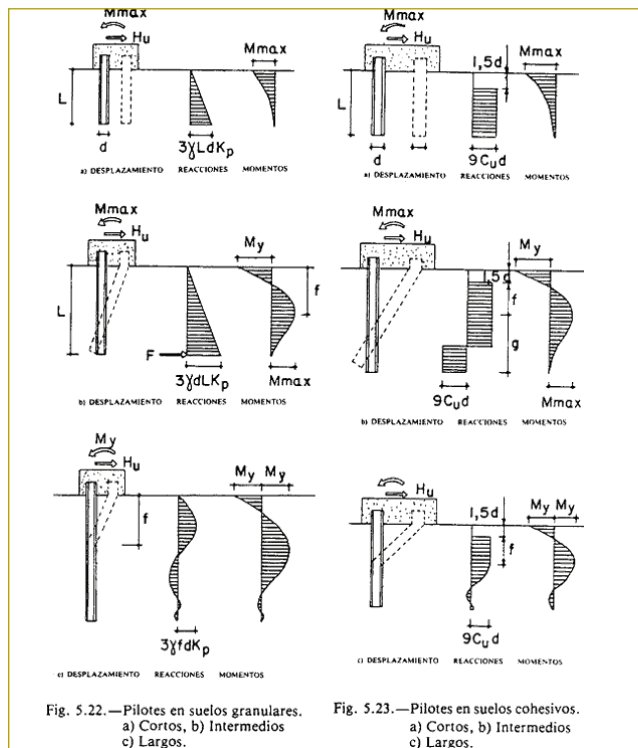 Mmax
Hu
Mmax
L
d
3γLdKp
a) DESPLAZAMIENTO REACCIONES MOMENTOS
Mmax
Hu
My
L
f
F
3γdLKp
Mmax
b) DESPLAZAMIENTO REACCIONES MOMENTOS
My
Hu
My My
f
3γfdKp
c) DESPLAZAMIENTO REACCIONES MOMENTOS
Fig. 5.22.—Pilotes en suelos granulares.
a) Cortos, b) Intermedios
c) Largos.
Mmax
Hu
1,5d
Mmax
L
d
9Cud
a) DESPLAZAMIENTO REACCIONES MOMENTOS
Mmax
Hu
My
1,5d
f
g
9Cud
Mmax
b) DESPLAZAMIENTO REACCIONES MOMENTOS
Hu
1,5d
My My
f
9Cud
c) DESPLAZAMIENTO REACCIONES MOMENTOS
Fig. 5.23.—Pilotes en suelos cohesivos.
a) Cortos, b) Intermedios
c) Largos.